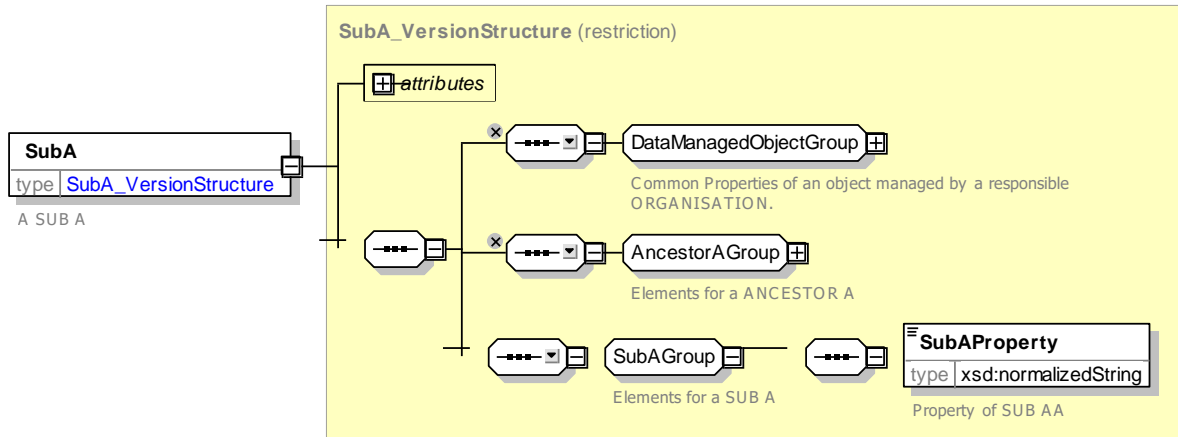 SubA_VersionStructure (restriction)
attributes
DataManagedObjectGroup
Common Properties of an object managed by a responsible
ORGANISATION.
SubA
type SubA_VersionStructure
A SUB A
AncestorAGroup
Elements for a ANCESTOR A
SubAGroup
Elements for a SUB A
SubAProperty
type xsd:normalizedString
Property of SUB AA